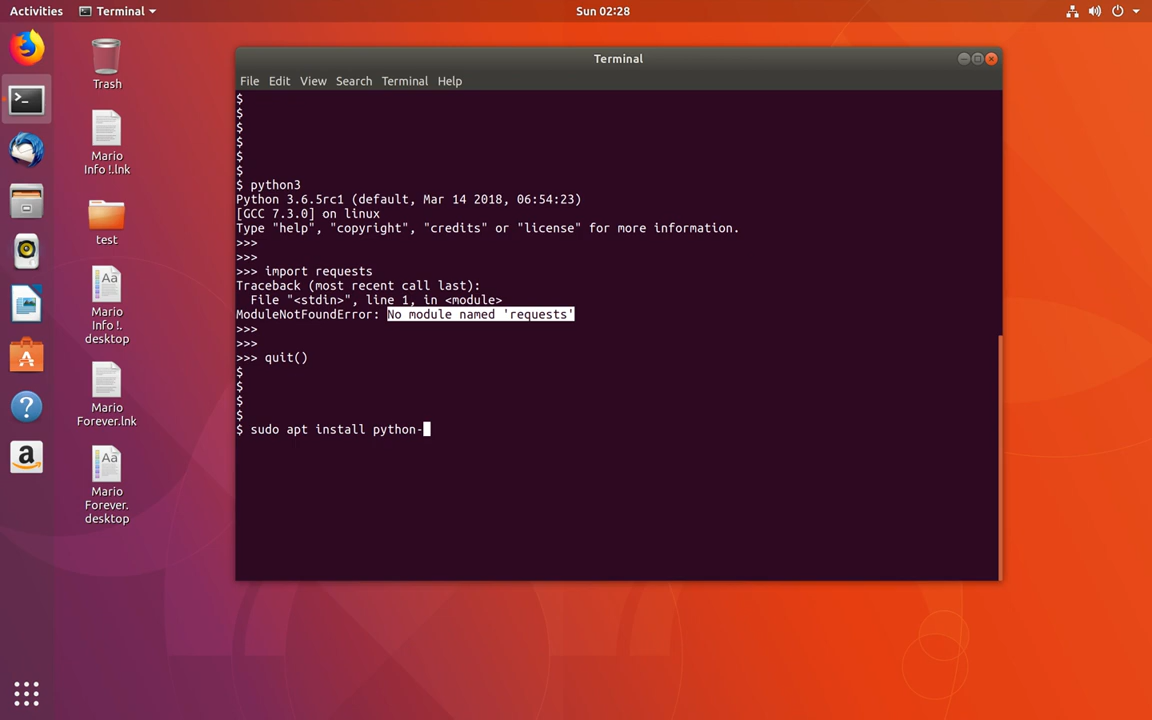 Activities Terminal Sun 02:28
Terminal
File Edit View Search Terminal Help
Trash
Mario
Info !.lnk
test
Mario
Info !.
desktop
Mario
Forever.lnk
Mario
Forever.
desktop
$
$
$
$
$
$
$ python3
Python 3.6.5rc1 (default, Mar 14 2018, 06:54:23)
[GCC 7.3.0] on linux
Type "help", "copyright", "credits" or "license" for more information.
>>>
>>>
>>> import requests
Traceback (most recent call last):
  File "<stdin>", line 1, in <module>
ModuleNotFoundError: No module named 'requests'
>>>
>>>
>>> quit()
$
$
$
$
$ sudo apt install python-